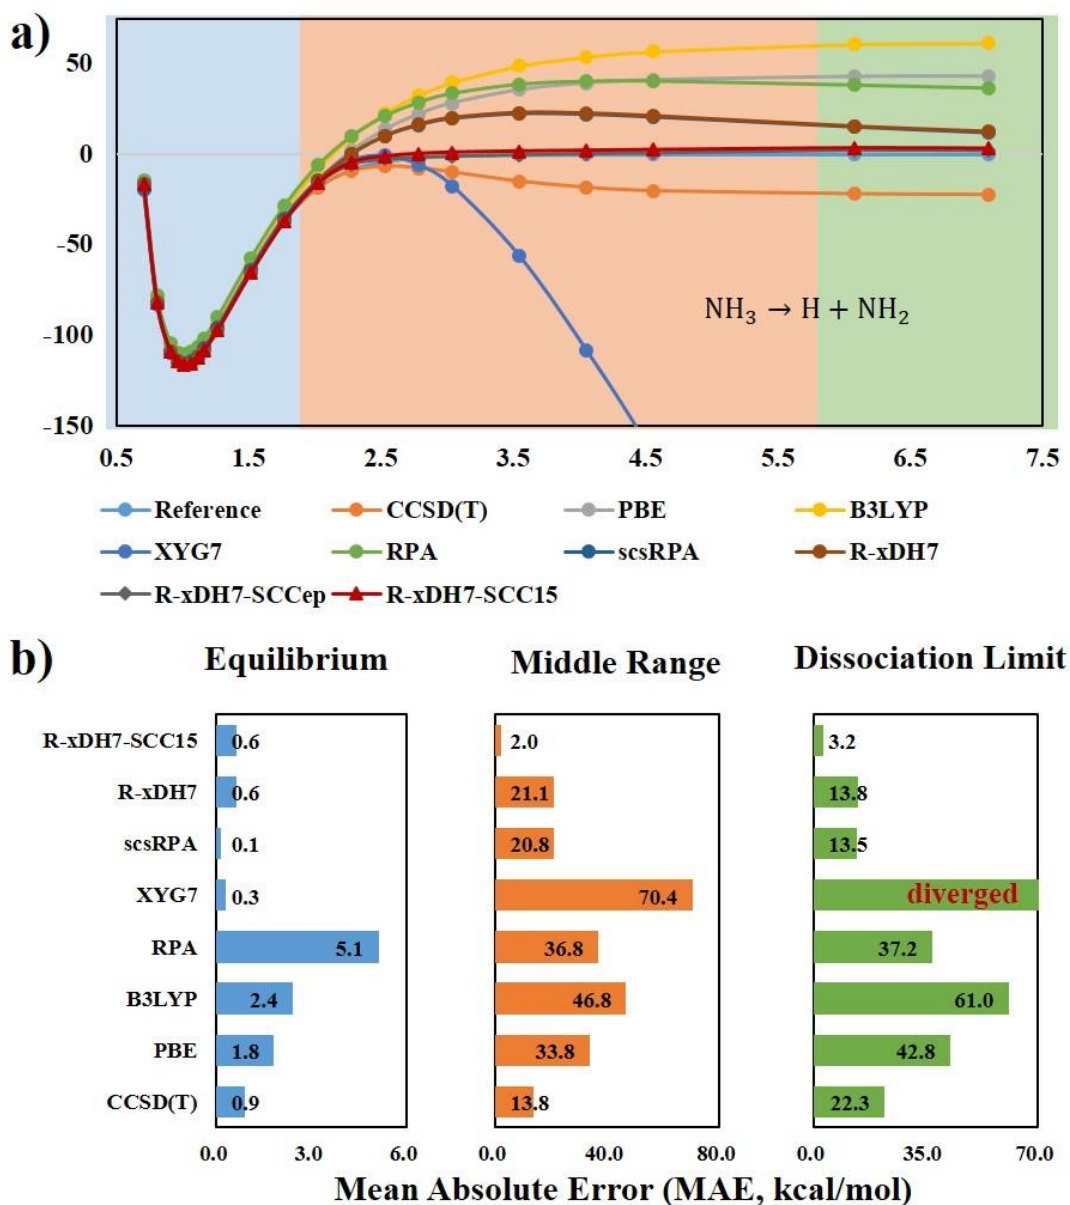 a)
50
0
-50
-100
-150
NH₃ → H + NH₂
0.5 1.5 2.5 3.5 4.5 5.5 6.5 7.5
Reference CCSD(T) PBE B3LYP
XYG7 RPA scsRPA R-xDH7
R-xDH7-SCCep R-xDH7-SCC15
b)
Equilibrium Middle Range Dissociation Limit
R-xDH7-SCC15 0.6 2.0 3.2
R-xDH7 0.6 21.1 13.8
scsRPA 0.1 20.8 13.5
XYG7 0.3 70.4 diverged
RPA 5.1 36.8 37.2
B3LYP 2.4 46.8 61.0
PBE 1.8 33.8 42.8
CCSD(T) 0.9 13.8 22.3
0.0 6.0 0.0 40.0 80.0 0.0 35.0 70.0
Mean Absolute Error (MAE, kcal/mol)